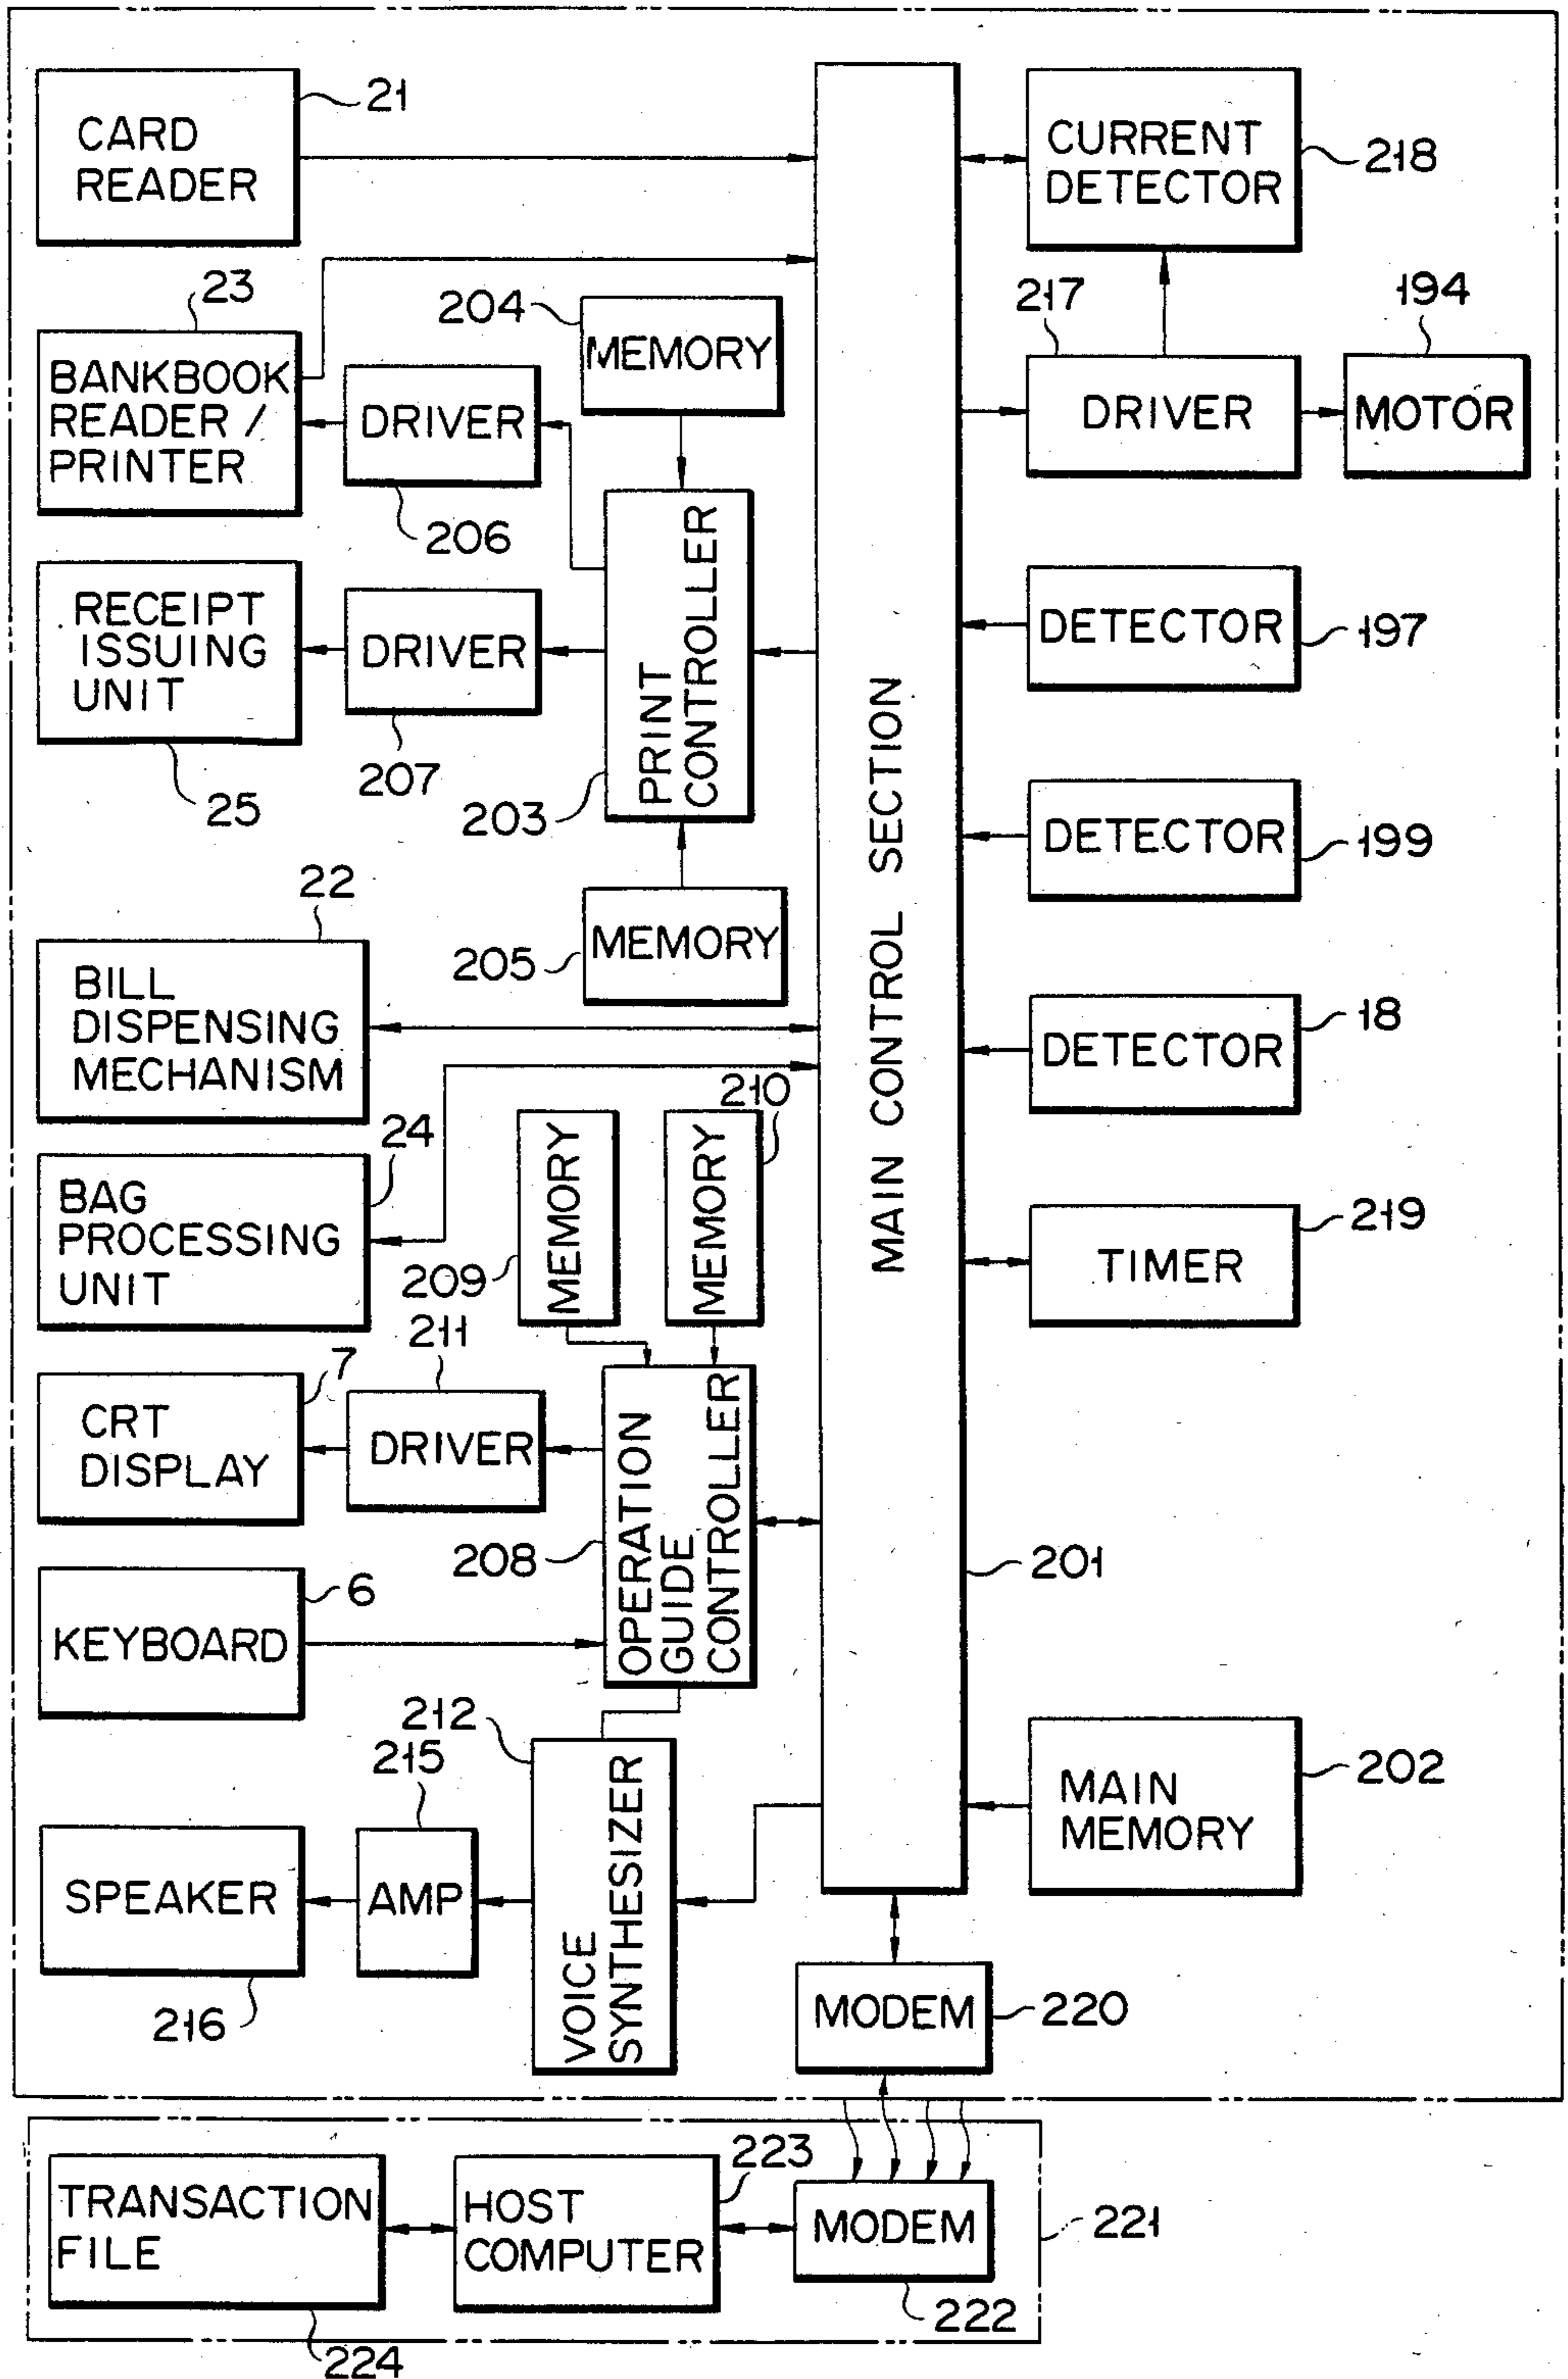 CARD
READER
21
CURRENT
DETECTOR
218
23
BANKBOOK
READER /
PRINTER
204
MEMORY
DRIVER
206
217
DRIVER
194
MOTOR
RECEIPT
ISSUING
UNIT
25
DRIVER
207
PRINT
CONTROLLER
203
MEMORY
205
MAIN CONTROL SECTION
201
DETECTOR
197
DETECTOR
199
DETECTOR
18
TIMER
219
22
BILL
DISPENSING
MECHANISM
24
BAG
PROCESSING
UNIT
MEMORY
209
MEMORY
210
7
CRT
DISPLAY
211
DRIVER
OPERATION
GUIDE
CONTROLLER
208
6
KEYBOARD
212
215
VOICE
SYNTHESIZER
AMP
SPEAKER
216
MAIN
MEMORY
202
MODEM
220
TRANSACTION
FILE
224
HOST
COMPUTER
223
MODEM
222
221